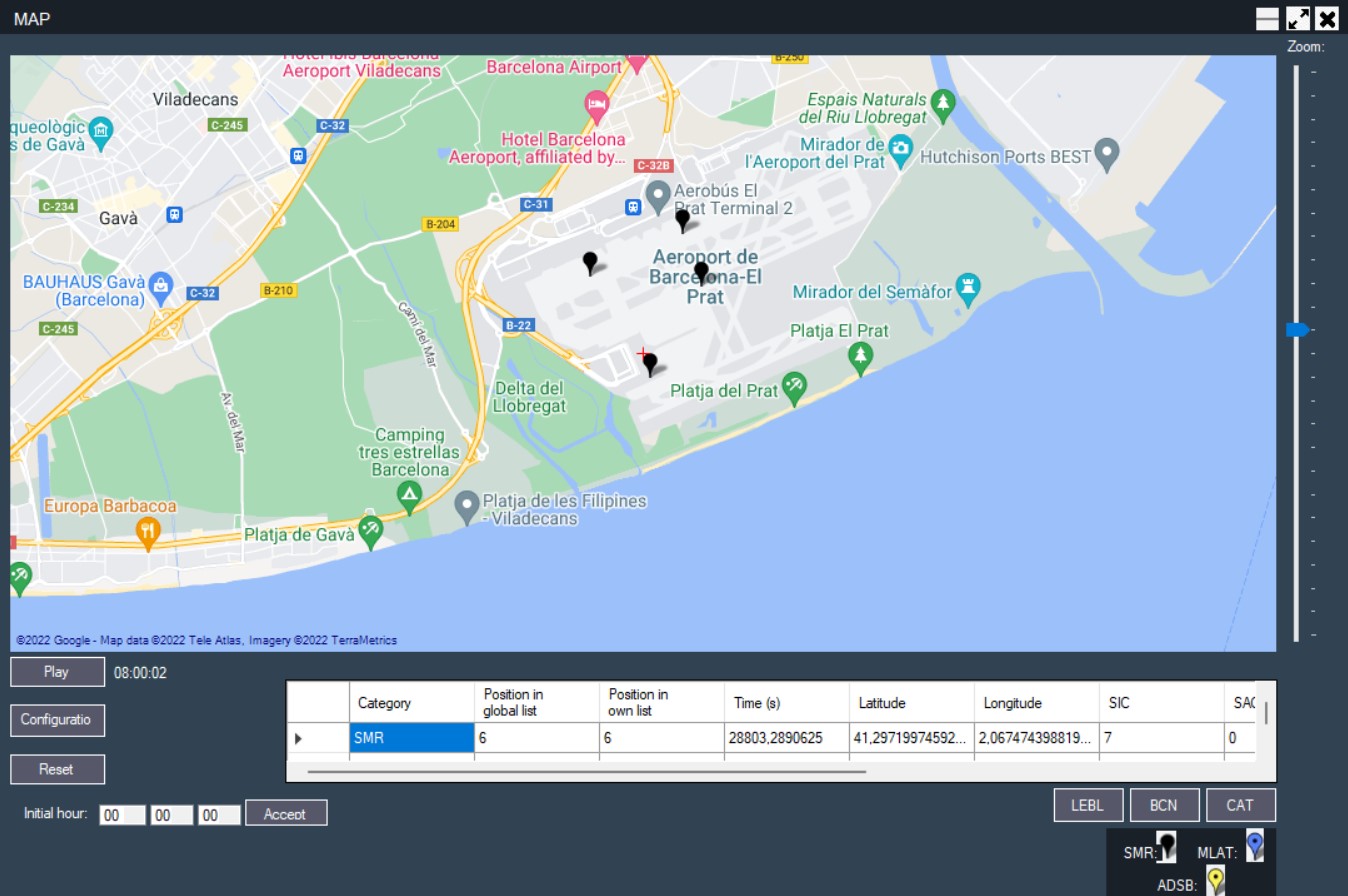 MAP
Zoom:
Hotel Ibis Barcelona
Aeroport Viladecans
Barcelona Airport
B-250
Viladecans
C-245
C-32
queològic
s de Gavà
Hotel Barcelona
Aeroport, affiliated by...
Espais Naturals
del Riu Llobregat
Mirador de
l'Aeroport del Prat
Hutchison Ports BEST
C-32B
Aerobús El
Prat Terminal 2
C-234
Gavà
C-31
B-204
Aeroport de
Barcelona-El
Prat
BAUHAUS Gavà
(Barcelona)
C-32
B-210
Mirador del Semàfor
C-245
Camí del Mar
B-22
Platja El Prat
Delta del
Llobregat
Platja del Prat
Av. del Mar
Camping
tres estrellas
Barcelona
Europa Barbacoa
Platja de les Filipines
- Viladecans
Platja de Gavà
©2022 Google - Map data ©2022 Tele Atlas, Imagery ©2022 TerraMetrics
Play 08:00:02
Configuratio
Reset
Category Position in global list Position in own list Time (s) Latitude Longitude SIC SAC
SMR 6 6 28803,2890625 41,29719974592... 2,067474398819... 7 0
Initial hour: 00 00 00 Accept
LEBL BCN CAT
SMR: MLAT:
ADSB: